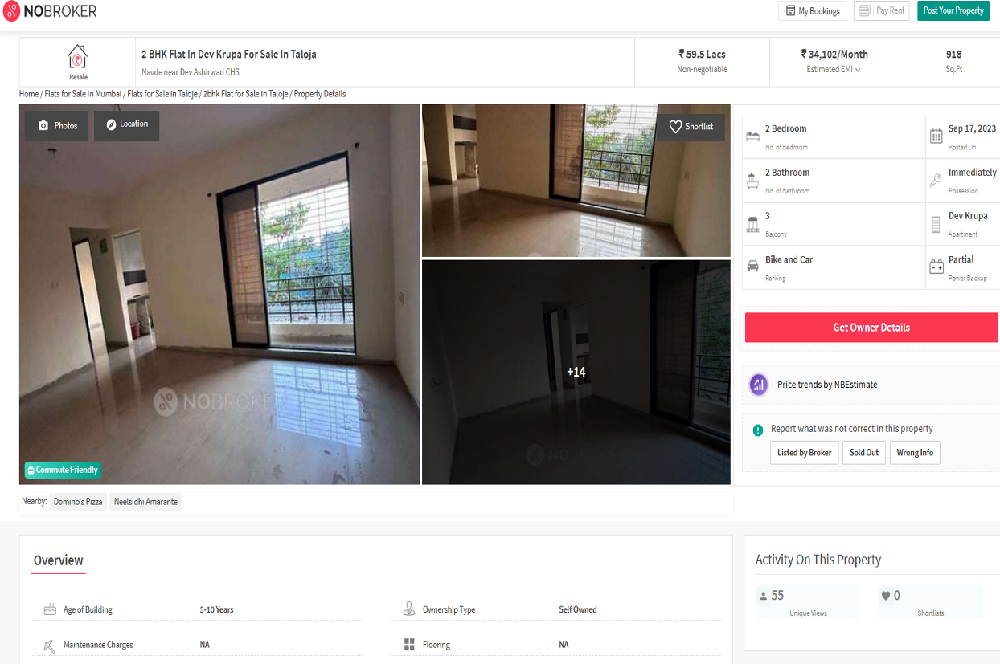 NOBROKER
My Bookings
Pay Rent
Post Your Property
Resale
2 BHK Flat In Dev Krupa For Sale In Taloja
Navde near Dev Ashirwad CHS
₹ 59.5 Lacs
Non-negotiable
₹ 34,102/Month
Estimated EMI
918
Sq.Ft
Home / Flats for Sale in Mumbai / Flats for Sale in Taloje / 2bhk Flat for Sale in Taloje / Property Details
Photos
Location
Shortlist
NOBROKER
+14
NOBROKER
Commute Friendly
2 Bedroom
No. of Bedroom
Sep 17, 2023
Posted On
2 Bathroom
No. of Bathroom
Immediately
Possession
3
Balcony
Dev Krupa
Apartment
Bike and Car
Parking
Partial
Power Backup
Get Owner Details
Price trends by NBEstimate
Report what was not correct in this property
Listed by Broker
Sold Out
Wrong Info
Nearby:
Domino's Pizza
Neelsidhi Amarante
Overview
Age of Building
5-10 Years
Ownership Type
Self Owned
Maintenance Charges
NA
Flooring
NA
Activity On This Property
55
Unique Views
0
Shortlists